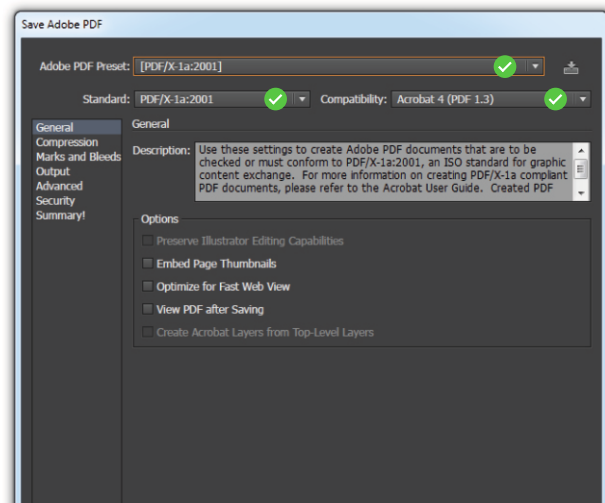 Save Adobe PDF
Adobe PDF Preset: [PDF/X-1a:2001]
Standard: PDF/X-1a:2001 Compatibility: Acrobat 4 (PDF 1.3)
General
Compression
Marks and Bleeds
Output
Advanced
Security
Summary!
General
Description: Use these settings to create Adobe PDF documents that are to be
checked or must conform to PDF/X-1a:2001, an ISO standard for graphic
content exchange. For more information on creating PDF/X-1a compliant
PDF documents, please refer to the Acrobat User Guide. Created PDF
Options
Preserve Illustrator Editing Capabilities
Embed Page Thumbnails
Optimize for Fast Web View
View PDF after Saving
Create Acrobat Layers from Top-Level Layers